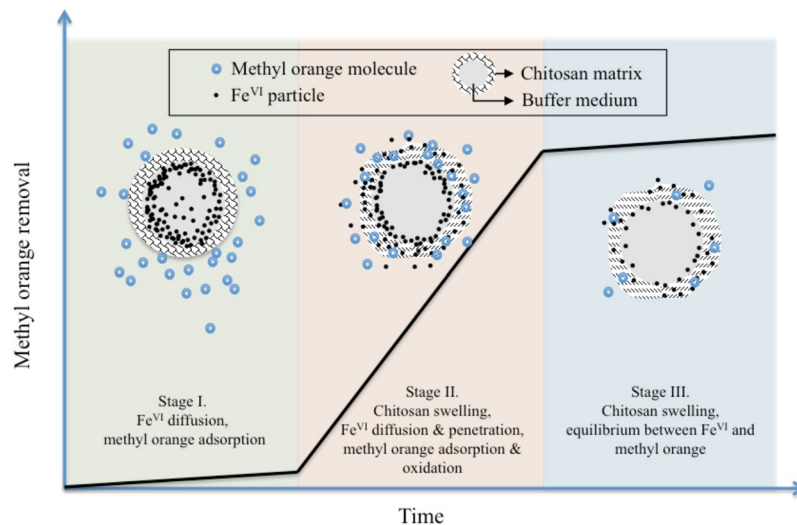 Methyl orange molecule
Fe^VI particle
Chitosan matrix
Buffer medium
Methyl orange removal
Stage I.
Fe^VI diffusion,
methyl orange adsorption
Stage II.
Chitosan swelling,
Fe^VI diffusion & penetration,
methyl orange adsorption &
oxidation
Stage III.
Chitosan swelling,
equilibrium between Fe^VI and
methyl orange
Time